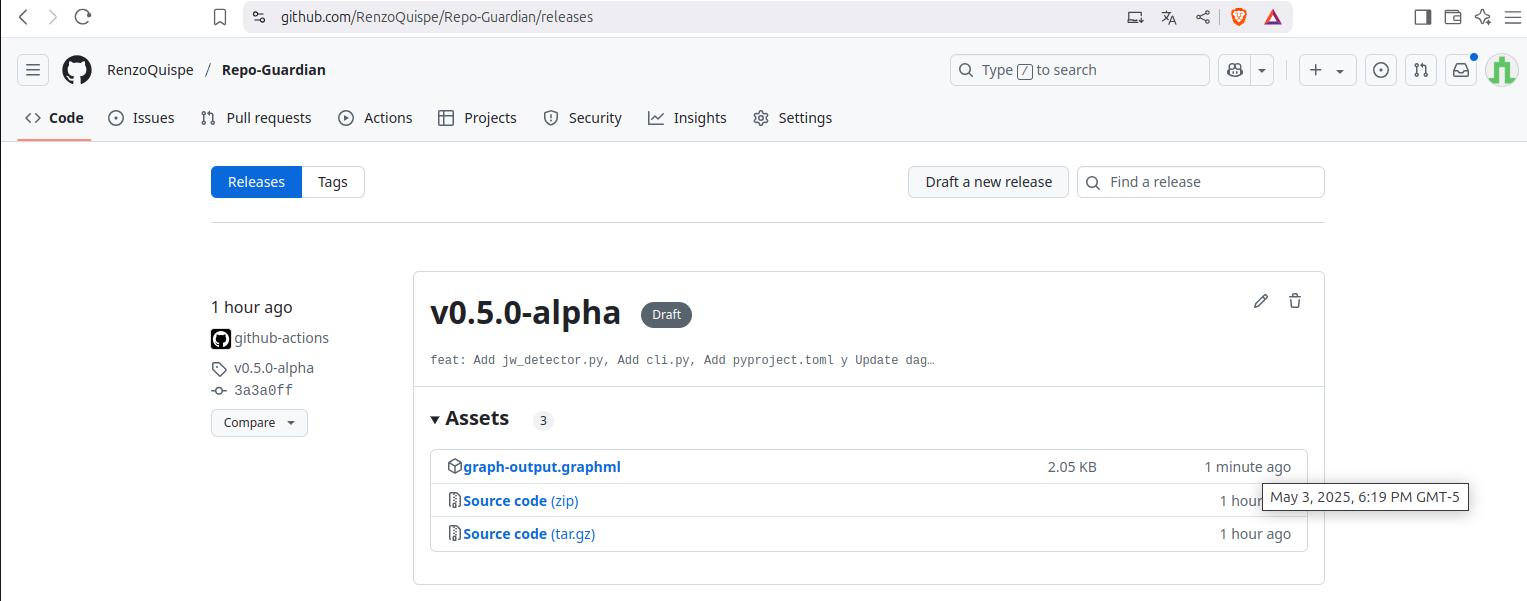 github.com/RenzoQuispe/Repo-Guardian/releases
RenzoQuispe / Repo-Guardian
Type / to search
Code Issues Pull requests Actions Projects Security Insights Settings
Releases Tags
Draft a new release
Find a release
1 hour ago
github-actions
v0.5.0-alpha
3a3a0ff
Compare
v0.5.0-alpha Draft
feat: Add jw_detector.py, Add cli.py, Add pyproject.toml y Update dag…
Assets 3
graph-output.graphml 2.05 KB 1 minute ago
Source code (zip) 1 hour
May 3, 2025, 6:19 PM GMT-5
Source code (tar.gz) 1 hour ago